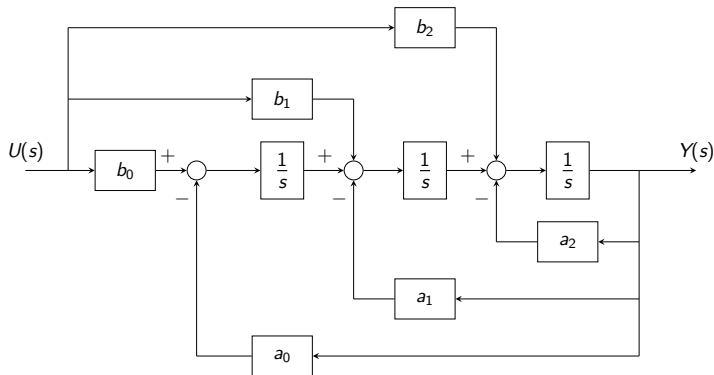 b₂
b₁
U(s)
b₀
+
−
1/s
+
−
1/s
+
−
1/s
Y(s)
a₂
a₁
a₀